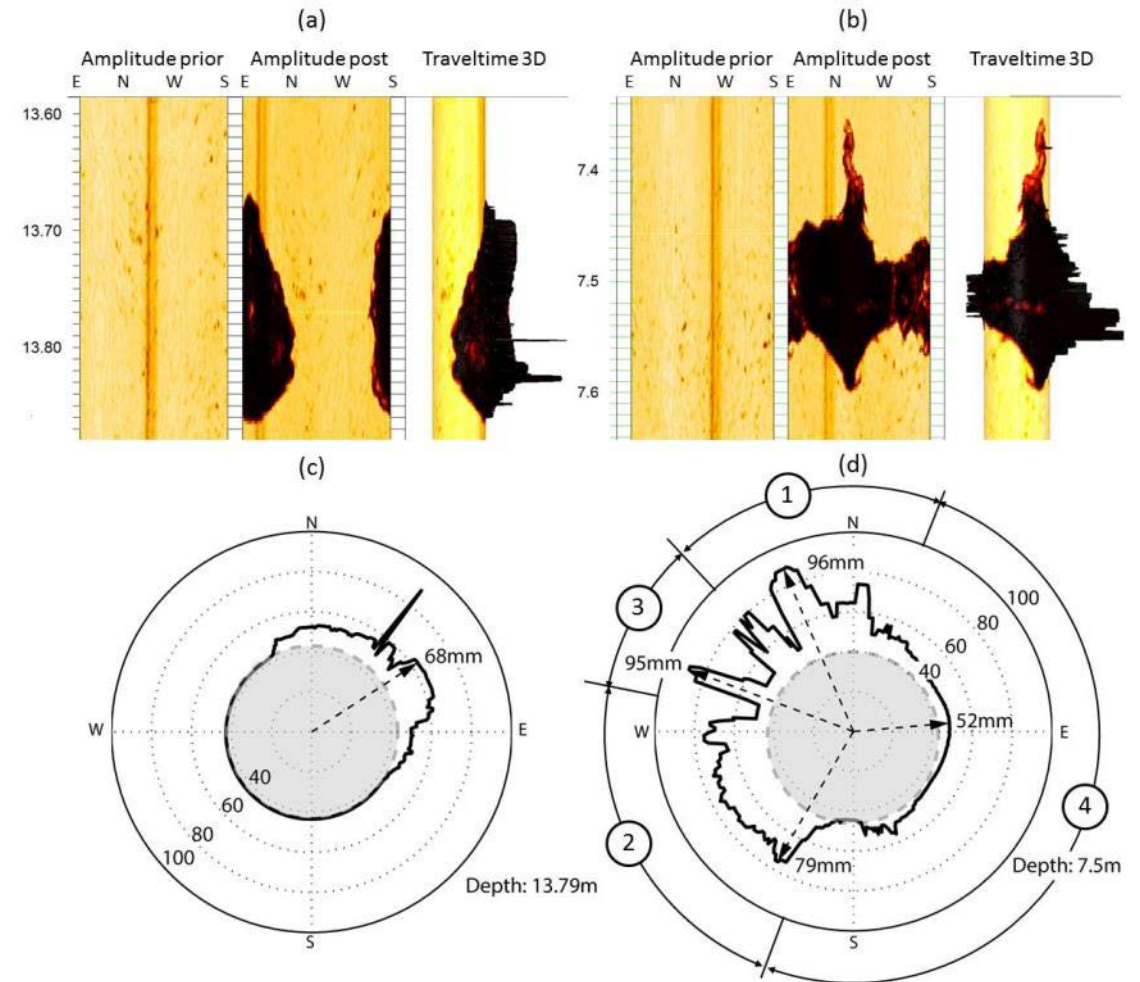 (a)
(b)
Amplitude prior Amplitude post Traveltime 3D
E N W S E N W S
Amplitude prior Amplitude post Traveltime 3D
E N W S E N W S
13.60
13.70
13.80
7.4
7.5
7.6
(c)
N
W
E
S
68mm
40
60
80
100
Depth: 13.79m
(d)
1
N
96mm
3
100
80
60
40
95mm
W
52mm
E
2
79mm
4
Depth: 7.5m
S